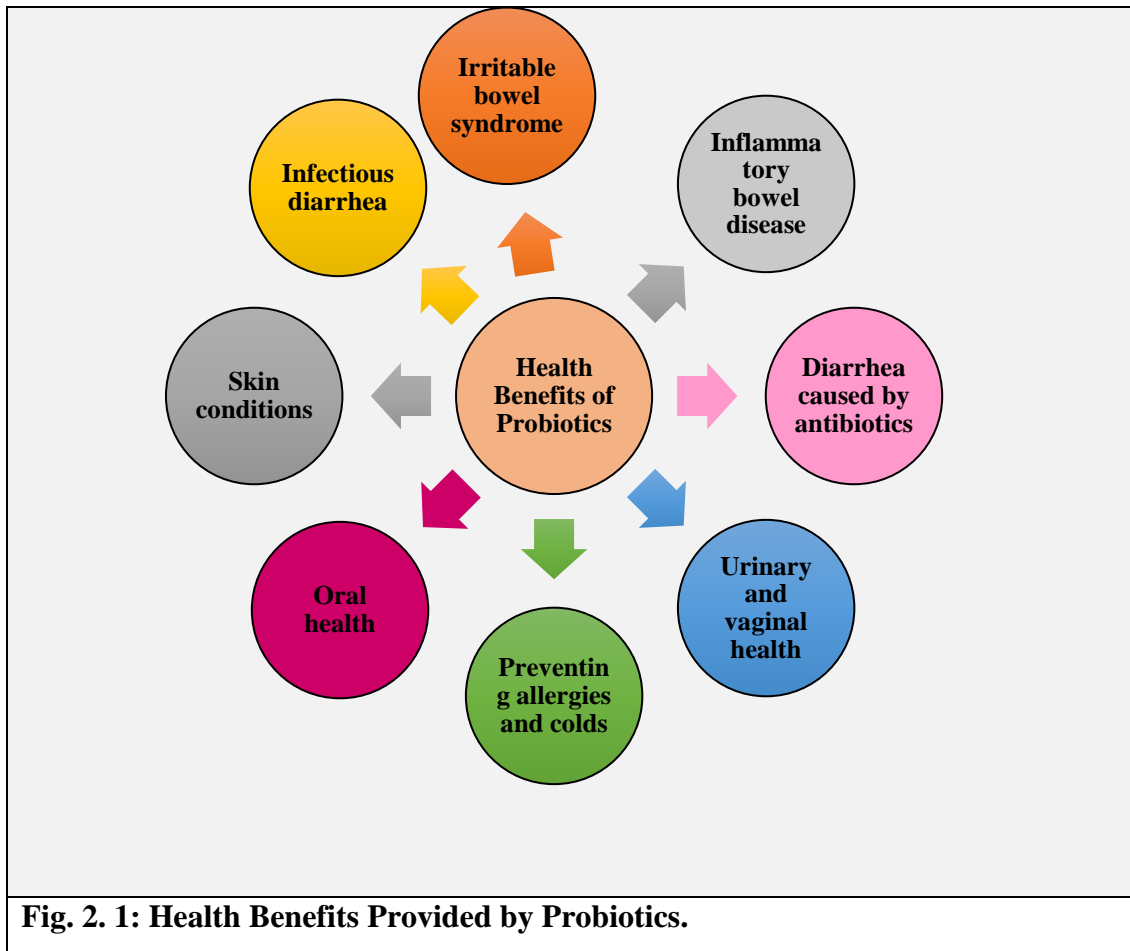 Irritable
bowel
syndrome
Inflamma
tory
bowel
disease
Diarrhea
caused by
antibiotics
Urinary
and
vaginal
health
Preventin
g allergies
and colds
Oral
health
Skin
conditions
Infectious
diarrhea
Health
Benefits of
Probiotics
Fig. 2. 1: Health Benefits Provided by Probiotics.